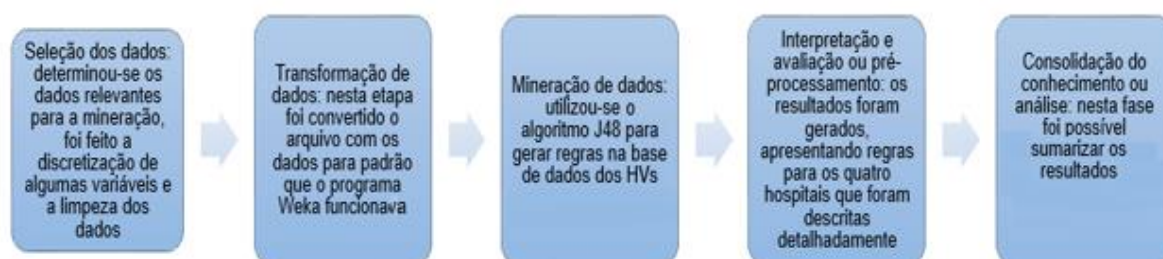 Seleção dos dados:
determinou-se os
dados relevantes
para a mineração,
foi feito a
discretização de
algumas variáveis e
a limpeza dos
dados
Transformação de
dados: nesta etapa
foi convertido o
arquivo com os
dados para padrão
que o programa
Weka funcionava
Mineração de dados:
utilizou-se o
algoritmo J48 para
gerar regras na base
de dados dos HVs
Interpretação e
avaliação ou pré-
processamento: os
resultados foram
gerados,
apresentando regras
para os quatro
hospitais que foram
descritas
detalhadamente
Consolidação do
conhecimento ou
análise: nesta fase
foi possível
sumarizar os
resultados